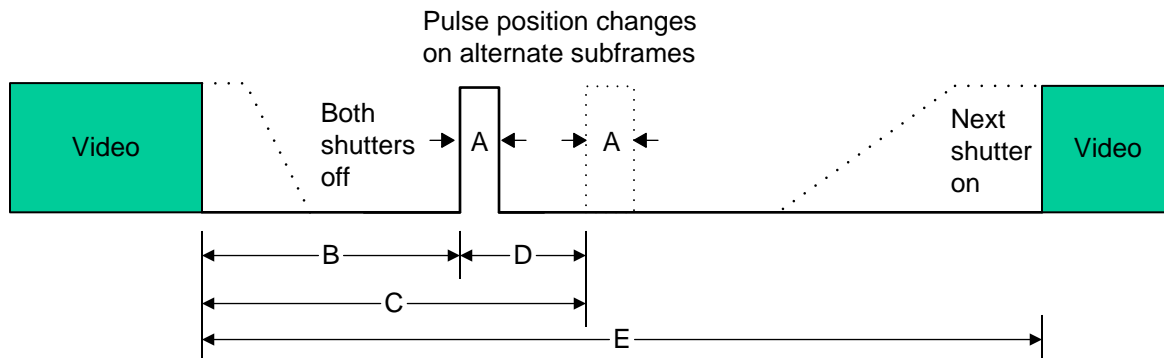 Pulse position changes
on alternate subframes
Video
Both
shutters
off
A
A
Next
shutter
on
Video
B
D
C
E